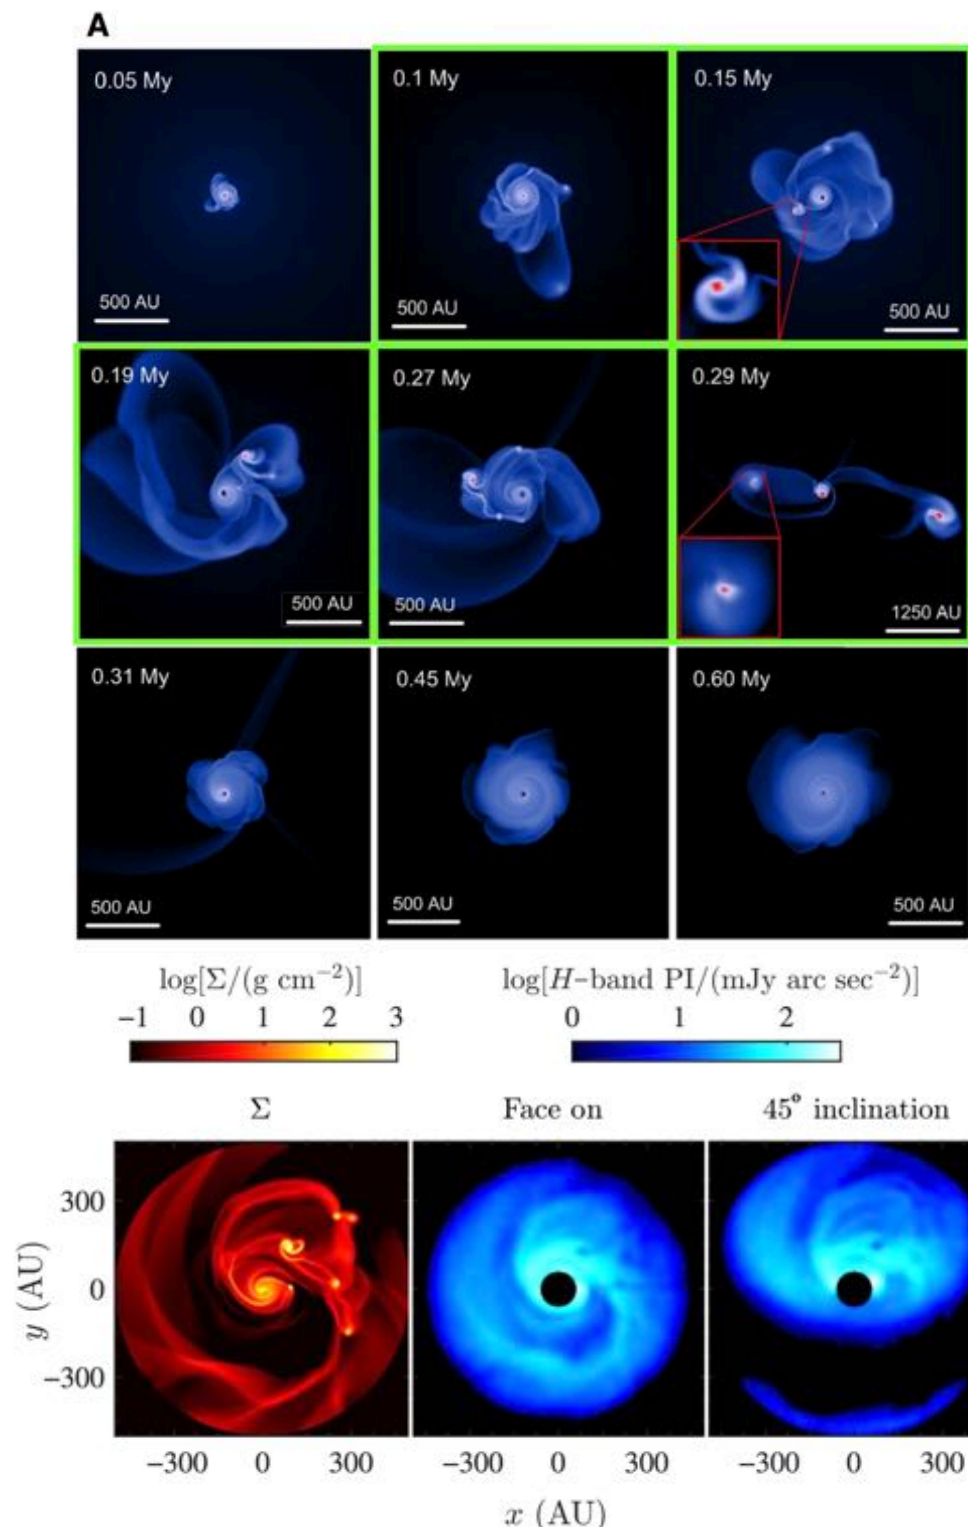 A
0.05 My
0.1 My
0.15 My
500 AU
500 AU
500 AU
0.19 My
0.27 My
0.29 My
500 AU
500 AU
1250 AU
0.31 My
0.45 My
0.60 My
500 AU
500 AU
500 AU
log[Σ/(g cm⁻²)]
log[H–band PI/(mJy arc sec⁻²)]
−1 0 1 2 3
0 1 2
Σ
Face on
45° inclination
300
0
−300
y (AU)
−300 0 300
−300 0 300
−300 0 300
x (AU)